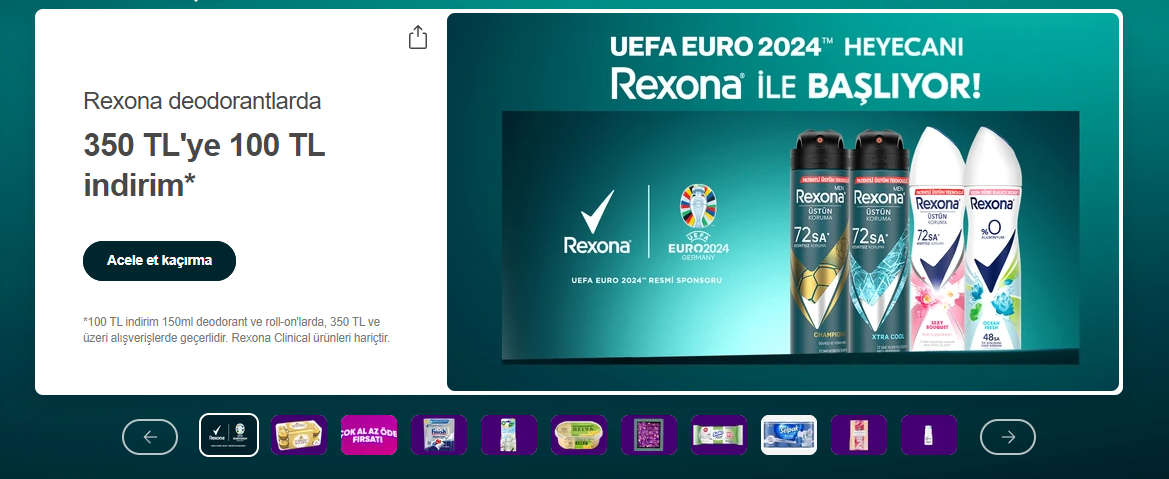 Rexona deodorantlarda
350 TL'ye 100 TL
indirim*
Acele et kaçırma
*100 TL indirim 150ml deodorant ve roll-on'larda, 350 TL ve
üzeri alışverişlerde geçerlidir. Rexona Clinical ürünleri hariçtir.
UEFA EURO 2024™ HEYECANI
Rexona® İLE BAŞLIYOR!
Rexona®
UEFA
EURO2024
GERMANY
UEFA EURO 2024™ RESMİ SPONSORU
MEN
Rexona
ÜSTÜN
KORUMA
72SA*
CHAMPION
MEN
Rexona
ÜSTÜN
KORUMA
72SA*
XTRA COOL
Rexona
ÜSTÜN
KORUMA
72SA*
SEXY
BOUQUET
Rexona
%0
ALUMINYUM
OCEAN
FRESH
48SA
ÇOK AL AZ ÖDE
FIRSATI
Selpak